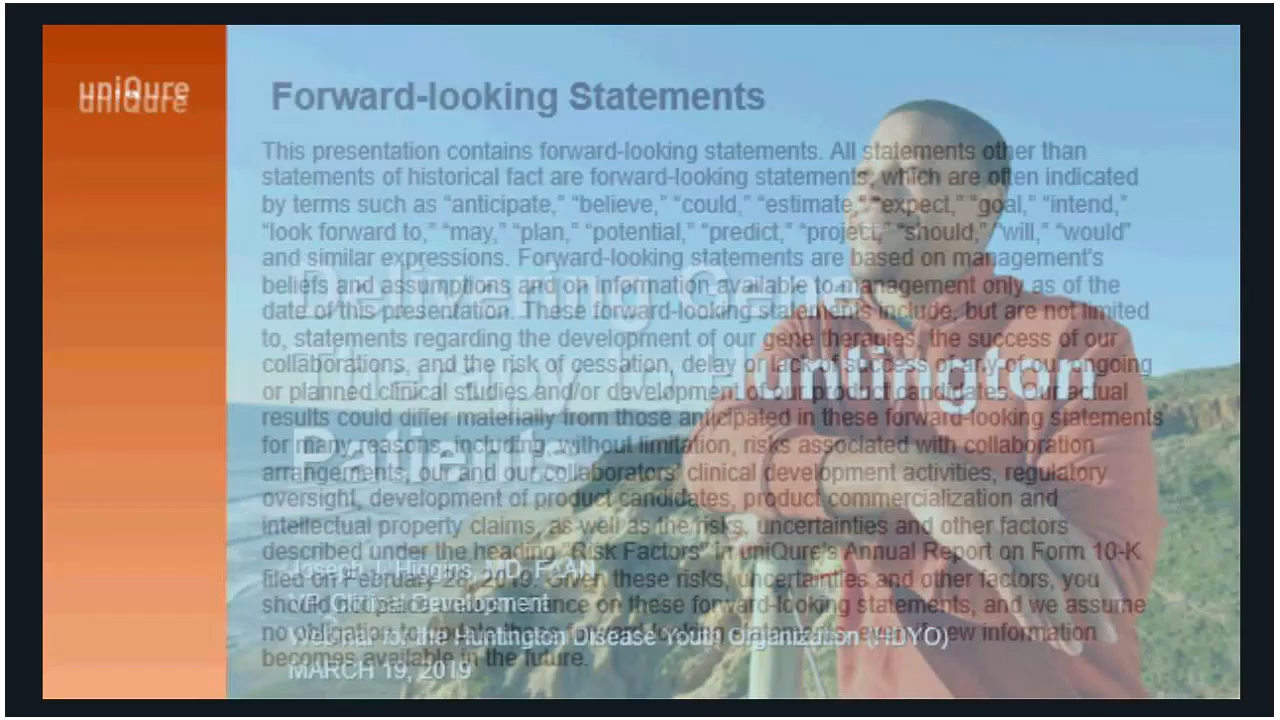 uniQure
uniQure
Forward-looking Statements
This presentation contains forward-looking statements. All statements other than
statements of historical fact are forward-looking statements, which are often indicated
by terms such as “anticipate,” “believe,” “could,” “estimate,” “expect,” “goal,” “intend,”
“look forward to,” “may,” “plan,” “potential,” “predict,” “project,” “should,” “will,” “would”
and similar expressions. Forward-looking statements are based on management’s
beliefs and assumptions and on information available to management only as of the
date of this presentation. These forward-looking statements include, but are not limited
to, statements regarding the development of our gene therapies, the success of our
collaborations, and the risk of cessation, delay or lack of success of any of our ongoing
or planned clinical studies and/or development of our product candidates. Our actual
results could differ materially from those anticipated in these forward-looking statements
for many reasons, including, without limitation, risks associated with collaboration
arrangements, our and our collaborators’ clinical development activities, regulatory
oversight, development of product candidates, product commercialization and
intellectual property claims, as well as the risks, uncertainties and other factors
described under the heading “Risk Factors” in uniQure’s Annual Report on Form 10-K
filed on February 28, 2019. Given these risks, uncertainties and other factors, you
should not place undue reliance on these forward-looking statements, and we assume
no obligation to update these forward-looking statements, even if new information
becomes available in the future.
Delivering Gene
Therapy to Huntington
Patients
Joseph J. Higgins, MD, FAAN
VP Clinical Development
Webinar for the Huntington Disease Youth Organization (HDYO)
MARCH 19, 2019